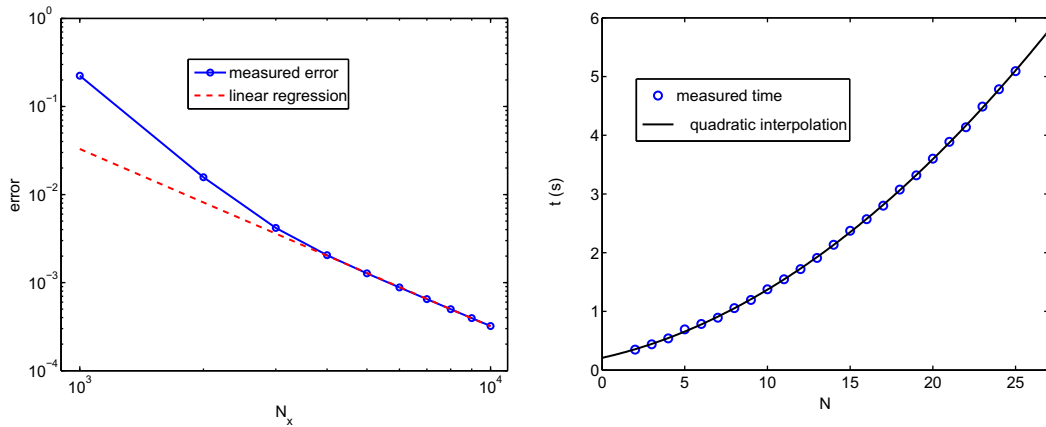 10^0
10^-1
10^-2
10^-3
10^-4
error
10^3
10^4
N_x
measured error
linear regression
6
5
4
3
2
1
0
t (s)
0
5
10
15
20
25
N
measured time
quadratic interpolation